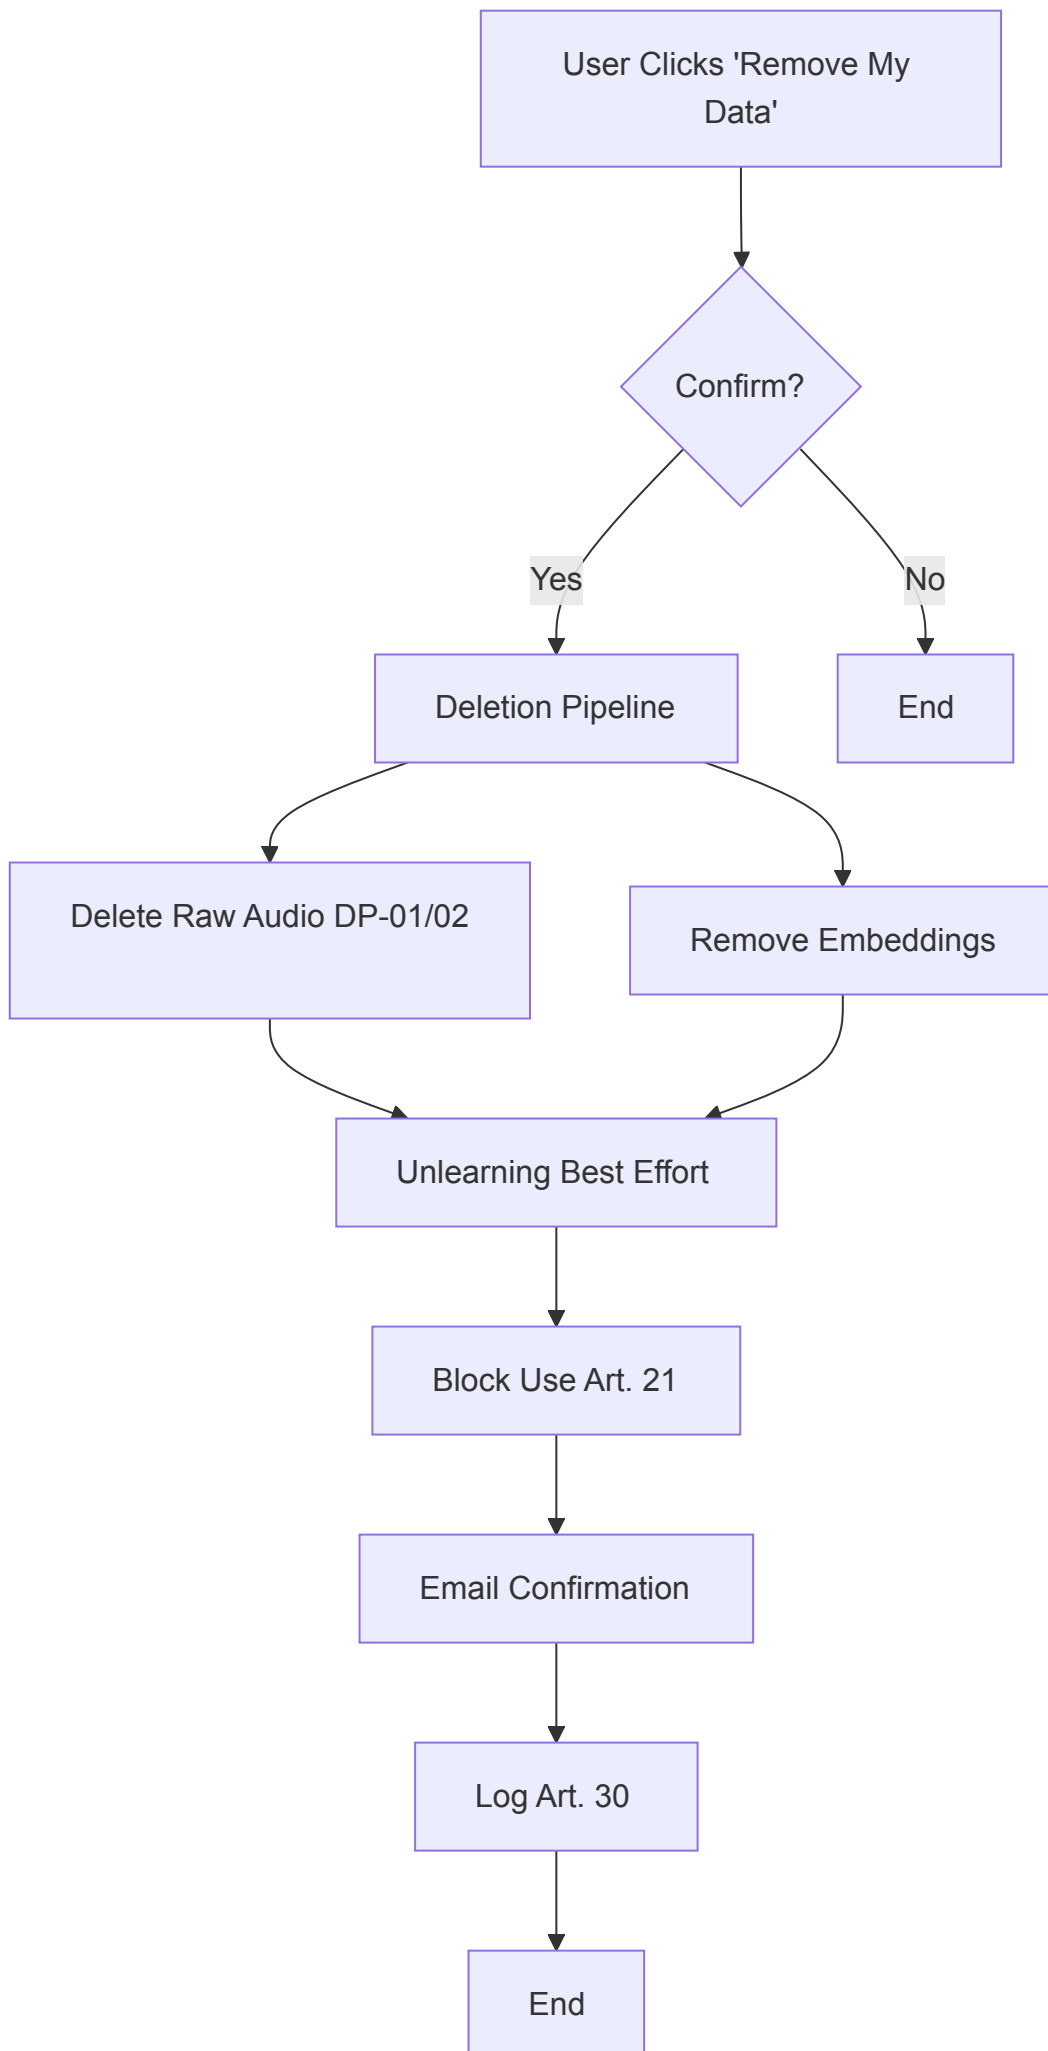 User Clicks 'Remove My
Data'
Confirm?
Yes
No
Deletion Pipeline
End
Delete Raw Audio DP-01/02
Remove Embeddings
Unlearning Best Effort
Block Use Art. 21
Email Confirmation
Log Art. 30
End